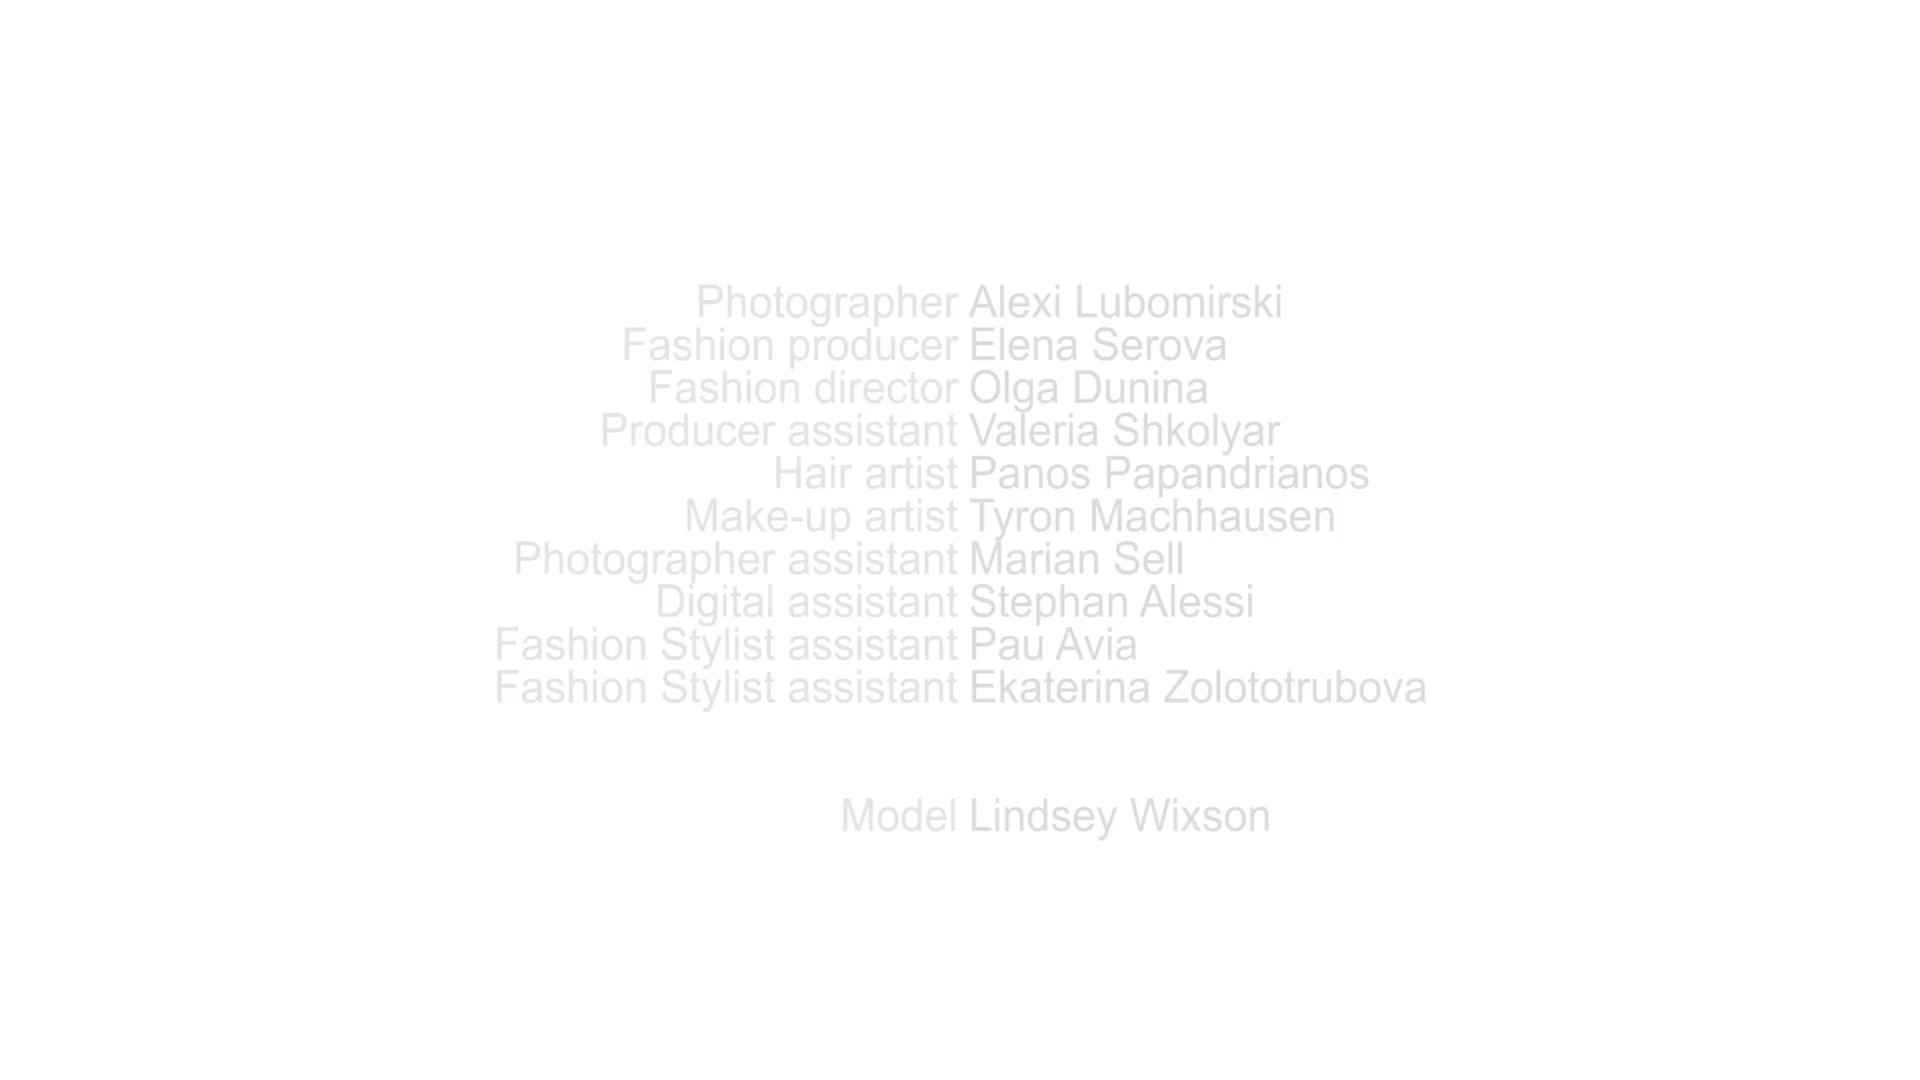 Photographer Alexi Lubomirski
Fashion producer Elena Serova
Fashion director Olga Dunina
Producer assistant Valeria Shkolyar
Hair artist Panos Papandrianos
Make-up artist Tyron Machhausen
Photographer assistant Marian Sell
Digital assistant Stephan Alessi
Fashion Stylist assistant Pau Avia
Fashion Stylist assistant Ekaterina Zolototrubova
Model Lindsey Wixson